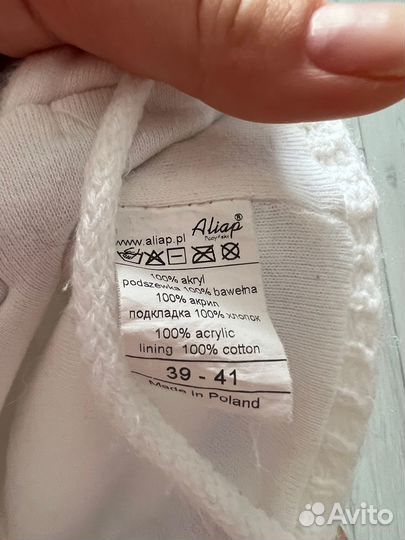 Aliap®
www.aliap.pl
100% akryl
podszewka 100% bawełna
100% акрил
подкладка 100% хлопок
100% acrylic
lining 100% cotton
39 - 41
Made in Poland
Avito